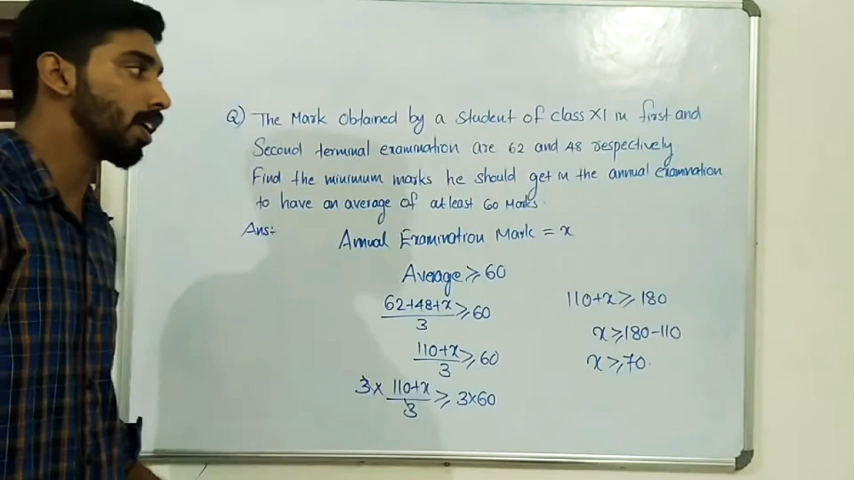 Q) The Mark obtained by a Student of class XI in first and
Second terminal examination are 62 and 48 respectively
Find the minimum marks he should get in the annual examination
to have an average of atleast 60 Marks.
Ans:
Annual Examination Mark = x
Average ≥ 60
(62+48+x)/3 ≥ 60
(110+x)/3 ≥ 60
3 × (110+x)/3 ≥ 3×60
110+x ≥ 180
x ≥ 180-110
x ≥ 70.